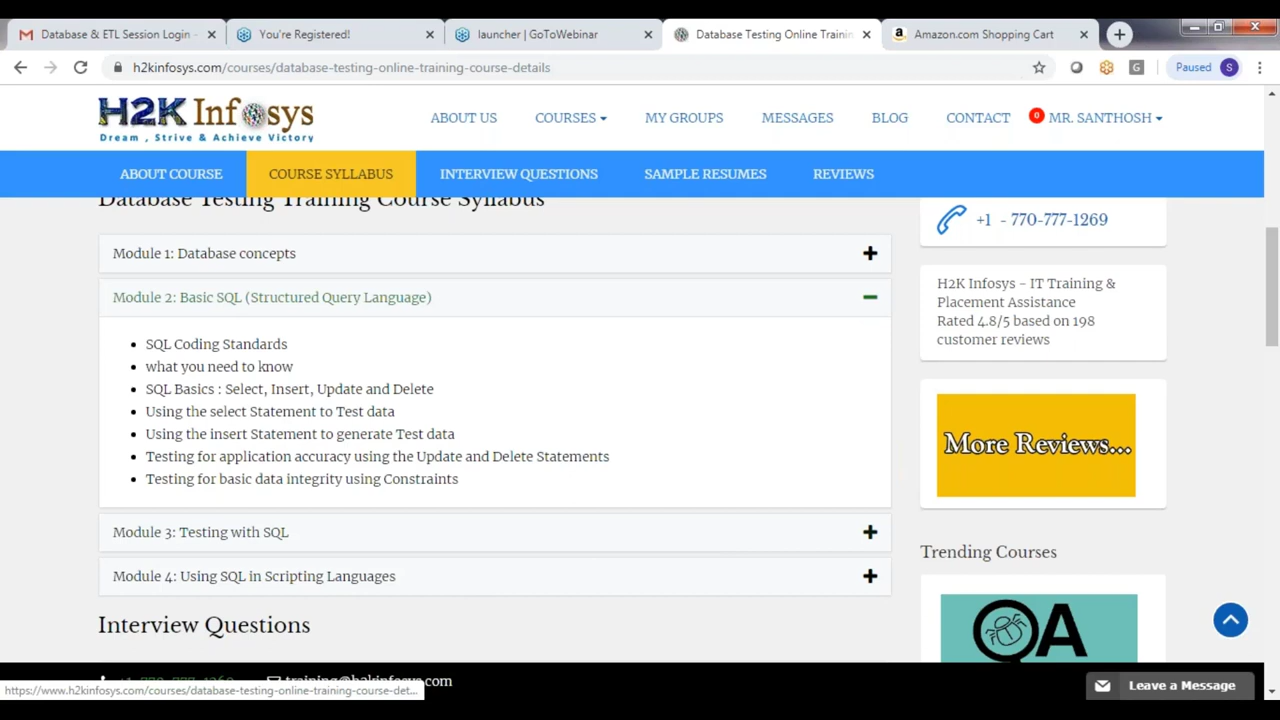 Database & ETL Session Login -
You're Registered!
launcher | GoToWebinar
Database Testing Online Trainin
Amazon.com Shopping Cart
h2kinfosys.com/courses/database-testing-online-training-course-details
G
Paused
S
H2K Infosys
Dream , Strive & Achieve Victory
ABOUT US
COURSES
MY GROUPS
MESSAGES
BLOG
CONTACT
0
MR. SANTHOSH
ABOUT COURSE
COURSE SYLLABUS
INTERVIEW QUESTIONS
SAMPLE RESUMES
REVIEWS
Database Testing Training Course Syllabus
Module 1: Database concepts
Module 2: Basic SQL (Structured Query Language)
SQL Coding Standards
what you need to know
SQL Basics : Select, Insert, Update and Delete
Using the select Statement to Test data
Using the insert Statement to generate Test data
Testing for application accuracy using the Update and Delete Statements
Testing for basic data integrity using Constraints
Module 3: Testing with SQL
Module 4: Using SQL in Scripting Languages
Interview Questions
+1 - 770-777-1269
H2K Infosys - IT Training &
Placement Assistance
Rated 4.8/5 based on 198
customer reviews
More Reviews...
Trending Courses
QA
+1-770-777-1269
training@h2kinfosys.com
https://www.h2kinfosys.com/courses/database-testing-online-training-course-det...
Leave a Message